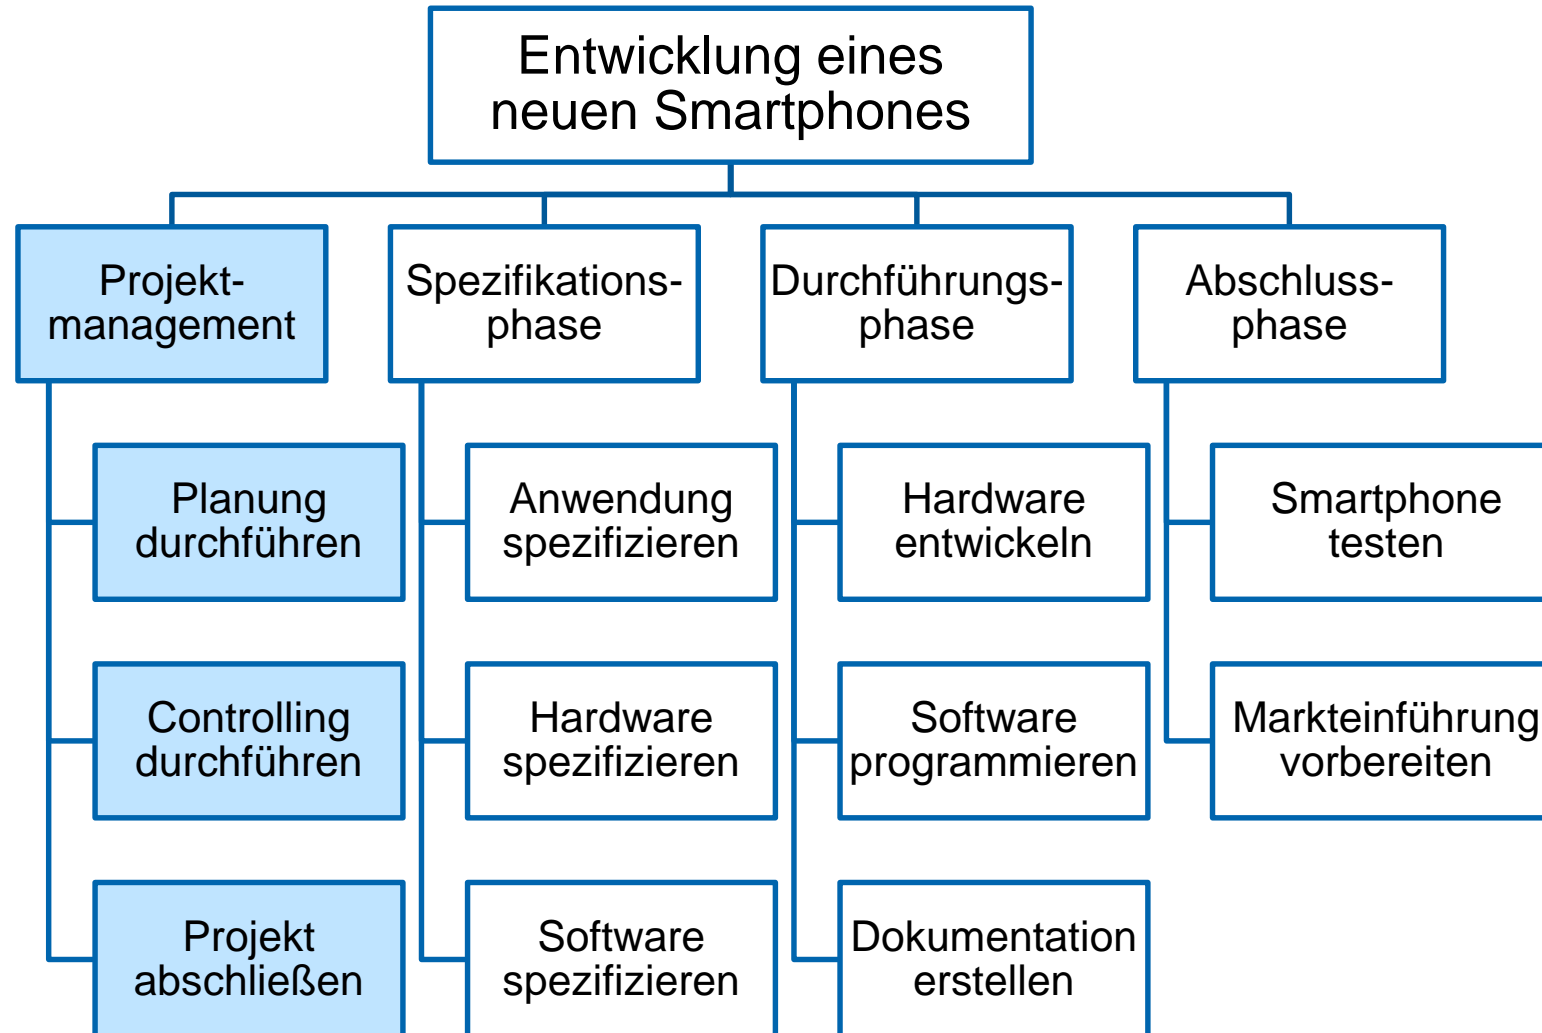 Entwicklung eines
neuen Smartphones
Projekt-
management
Spezifikations-
phase
Durchführungs-
phase
Abschluss-
phase
Planung
durchführen
Anwendung
spezifizieren
Hardware
entwickeln
Smartphone
testen
Controlling
durchführen
Hardware
spezifizieren
Software
programmieren
Markteinführung
vorbereiten
Projekt
abschließen
Software
spezifizieren
Dokumentation
erstellen